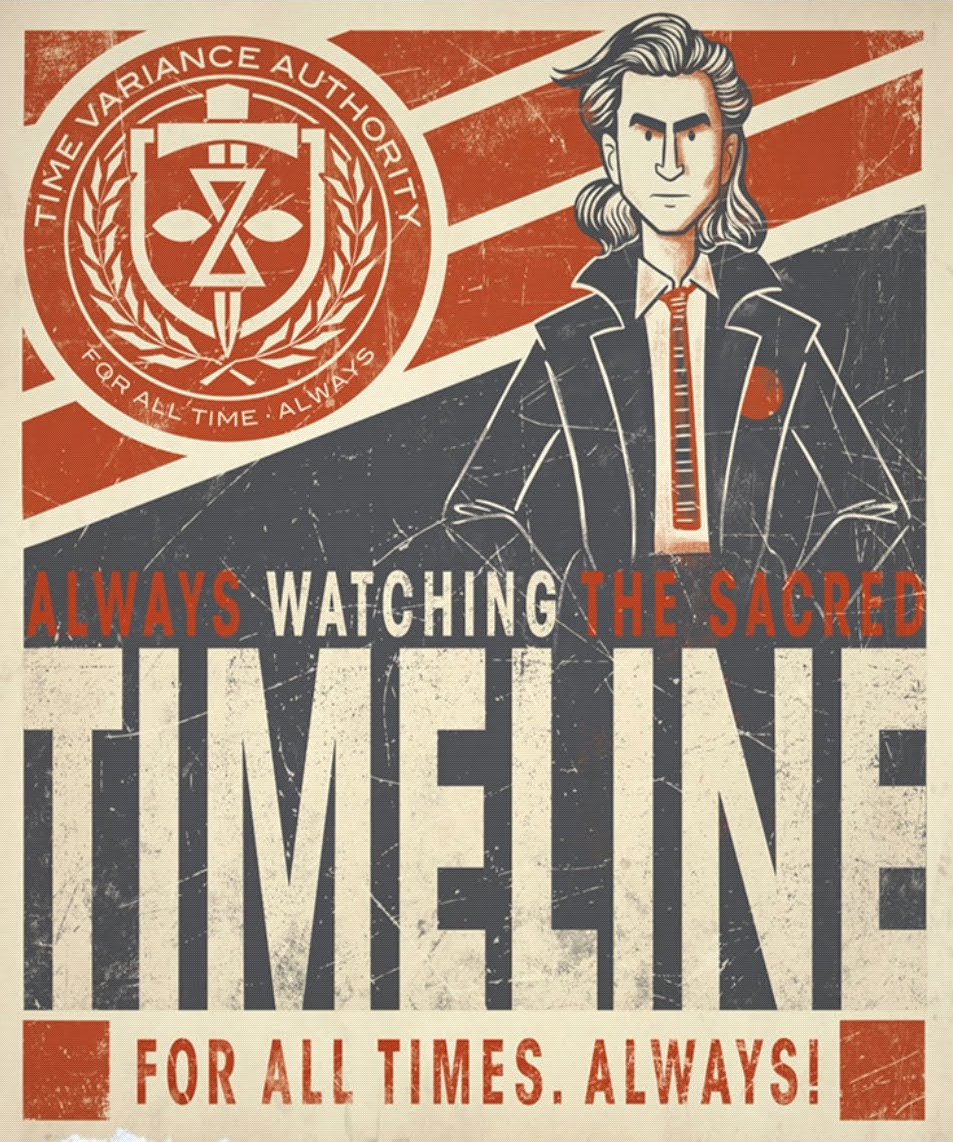 TIME VARIANCE AUTHORITY
FOR ALL TIME · ALWAYS
ALWAYS WATCHING THE SACRED
TIMELINE
FOR ALL TIMES. ALWAYS!